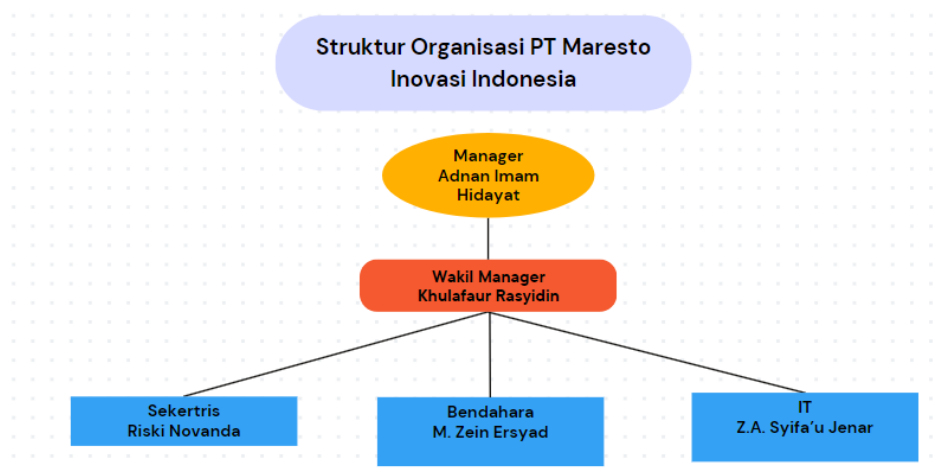 Struktur Organisasi PT Maresto
Inovasi Indonesia
Manager
Adnan Imam
Hidayat
Wakil Manager
Khulafaur Rasyidin
Sekertris
Riski Novanda
Bendahara
M. Zein Ersyad
IT
Z.A. Syifa’u Jenar